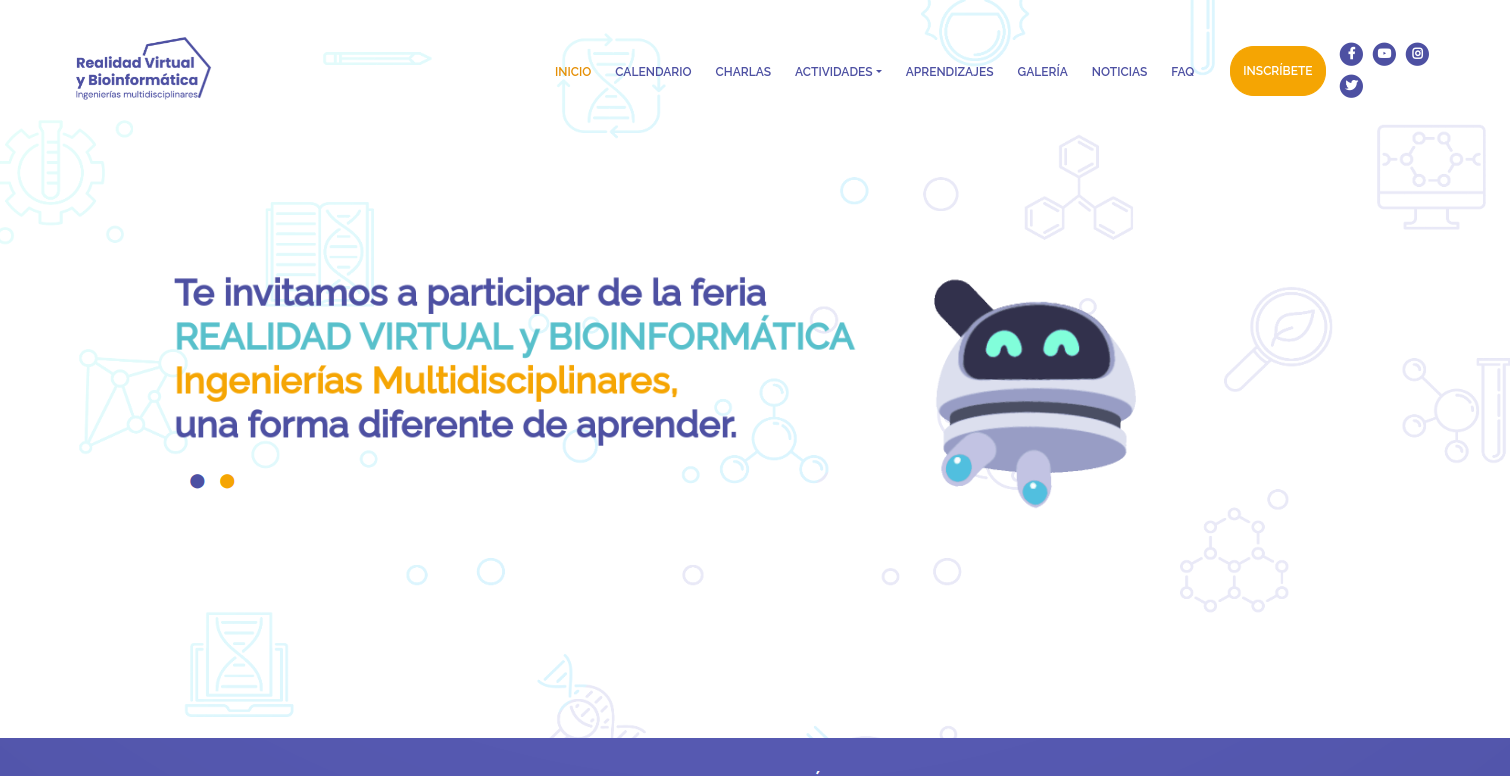 Realidad Virtual
y Bioinformática
Ingenierías multidisciplinares
INICIO
CALENDARIO
CHARLAS
ACTIVIDADES
APRENDIZAJES
GALERÍA
NOTICIAS
FAQ
INSCRÍBETE
Te invitamos a participar de la feria
REALIDAD VIRTUAL y BIOINFORMÁTICA
Ingenierías Multidisciplinares,
una forma diferente de aprender.